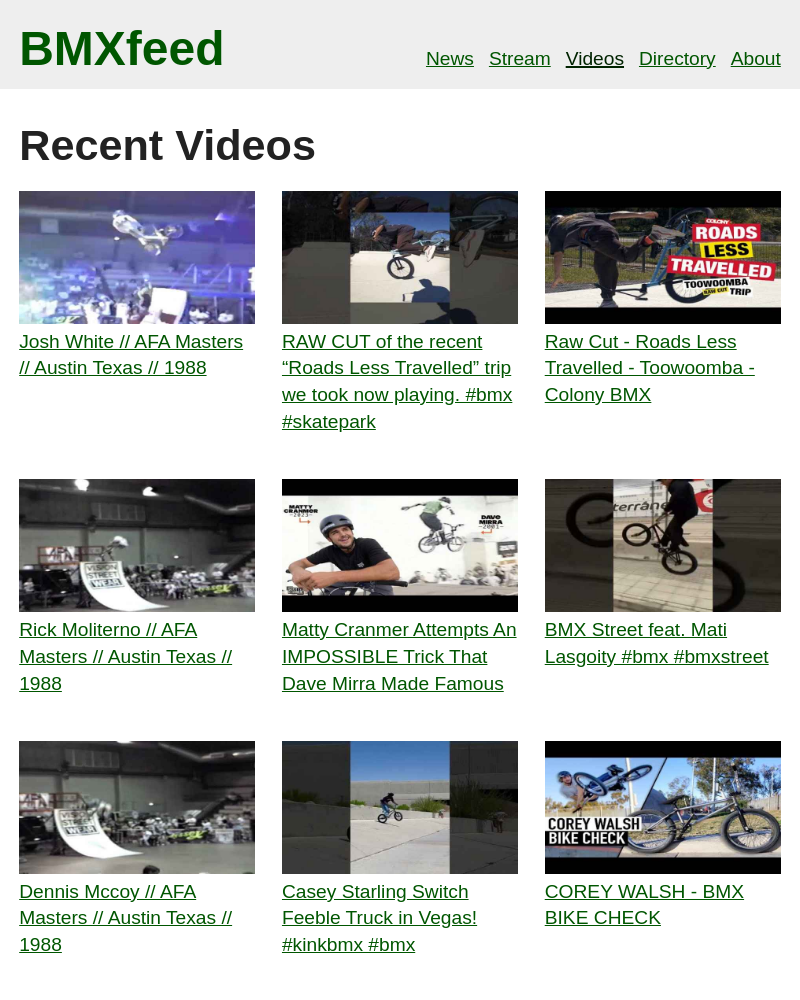 BMXfeed
News Stream Videos Directory About
Recent Videos
COLONY
ROADS
LESS
TRAVELLED
TOOWOOMBA
RAW CUT TRIP
Josh White // AFA Masters
// Austin Texas // 1988
RAW CUT of the recent
“Roads Less Travelled” trip
we took now playing. #bmx
#skatepark
Raw Cut - Roads Less
Travelled - Toowoomba -
Colony BMX
AFA
VISION
STREET
WEAR
MATTY
CRANMER
-2023-
DAVE
MIRRA
-2001-
Rick Moliterno // AFA
Masters // Austin Texas //
1988
Matty Cranmer Attempts An
IMPOSSIBLE Trick That
Dave Mirra Made Famous
BMX Street feat. Mati
Lasgoity #bmx #bmxstreet
VISION
STREET
WEAR
COREY WALSH
BIKE CHECK
Dennis Mccoy // AFA
Masters // Austin Texas //
1988
Casey Starling Switch
Feeble Truck in Vegas!
#kinkbmx #bmx
COREY WALSH - BMX
BIKE CHECK